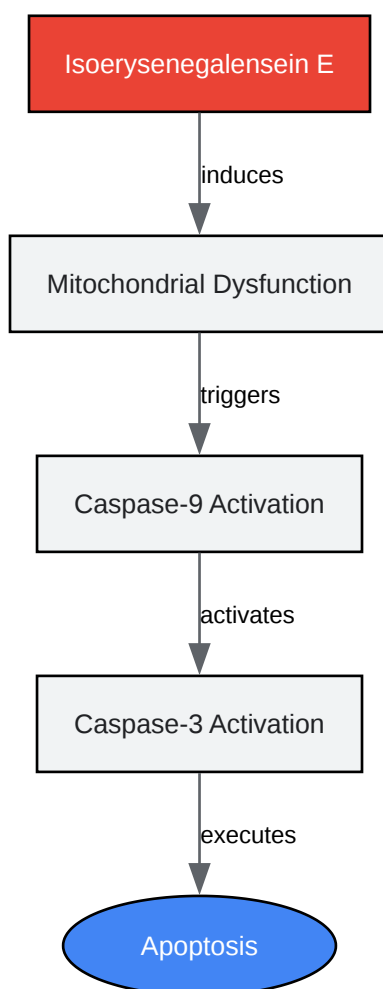 Isoerysenegalensein E
induces
Mitochondrial Dysfunction
triggers
Caspase-9 Activation
activates
Caspase-3 Activation
executes
Apoptosis